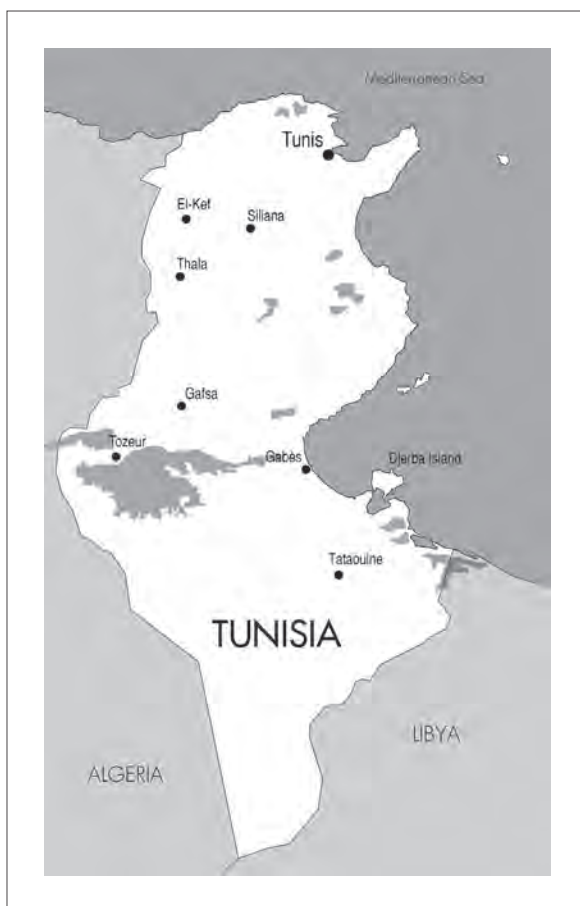 Mediterranean Sea
Tunis
El-Kef
Siliana
Thala
Gafsa
Tozeur
Gabès
Djerba Island
Tataouine
TUNISIA
LIBYA
ALGERIA